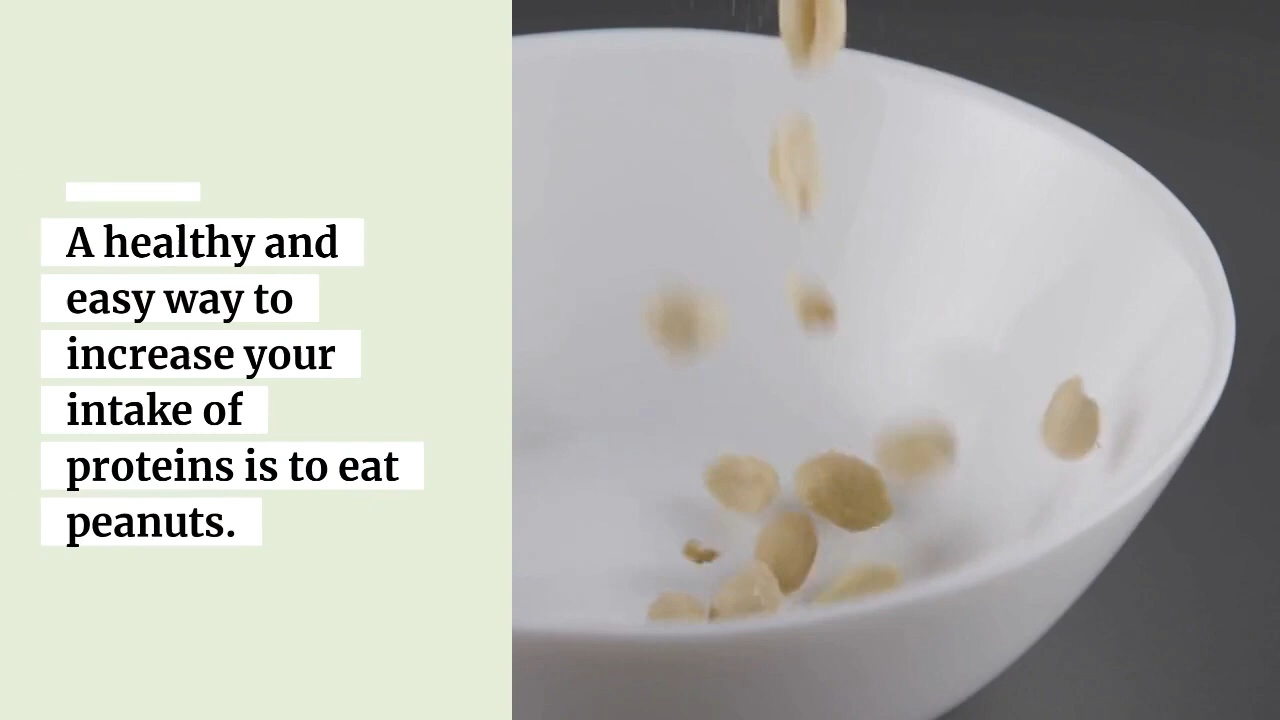 A healthy and
easy way to
increase your
intake of
proteins is to eat
peanuts.